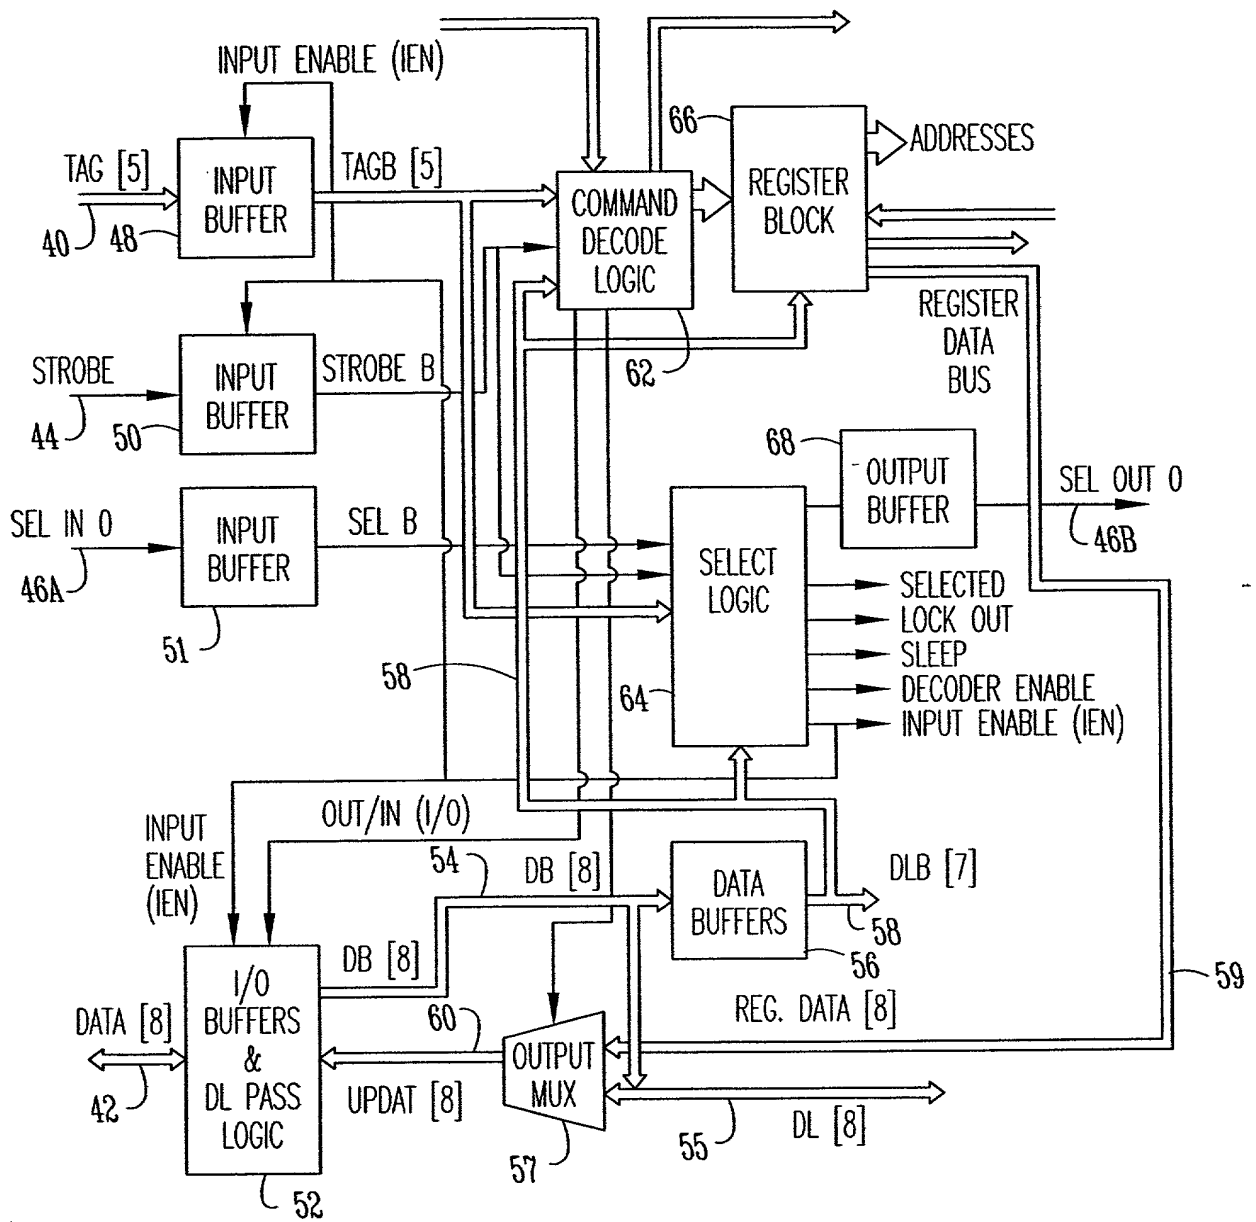 INPUT ENABLE (IEN)
TAG [5]
40
48
INPUT
BUFFER
TAGB [5]
COMMAND
DECODE
LOGIC
62
66
REGISTER
BLOCK
ADDRESSES
REGISTER
DATA
BUS
STROBE
44
50
INPUT
BUFFER
STROBE B
SEL IN 0
46A
51
INPUT
BUFFER
SEL B
58
64
SELECT
LOGIC
68
OUTPUT
BUFFER
SEL OUT 0
46B
SELECTED
LOCK OUT
SLEEP
DECODER ENABLE
INPUT ENABLE (IEN)
INPUT
ENABLE
(IEN)
OUT/IN (I/O)
54
DB [8]
DATA
BUFFERS
56
DLB [7]
58
59
DB [8]
DATA [8]
42
I/O
BUFFERS
&
DL PASS
LOGIC
52
60
UPDAT [8]
OUTPUT
MUX
57
REG. DATA [8]
55
DL [8]